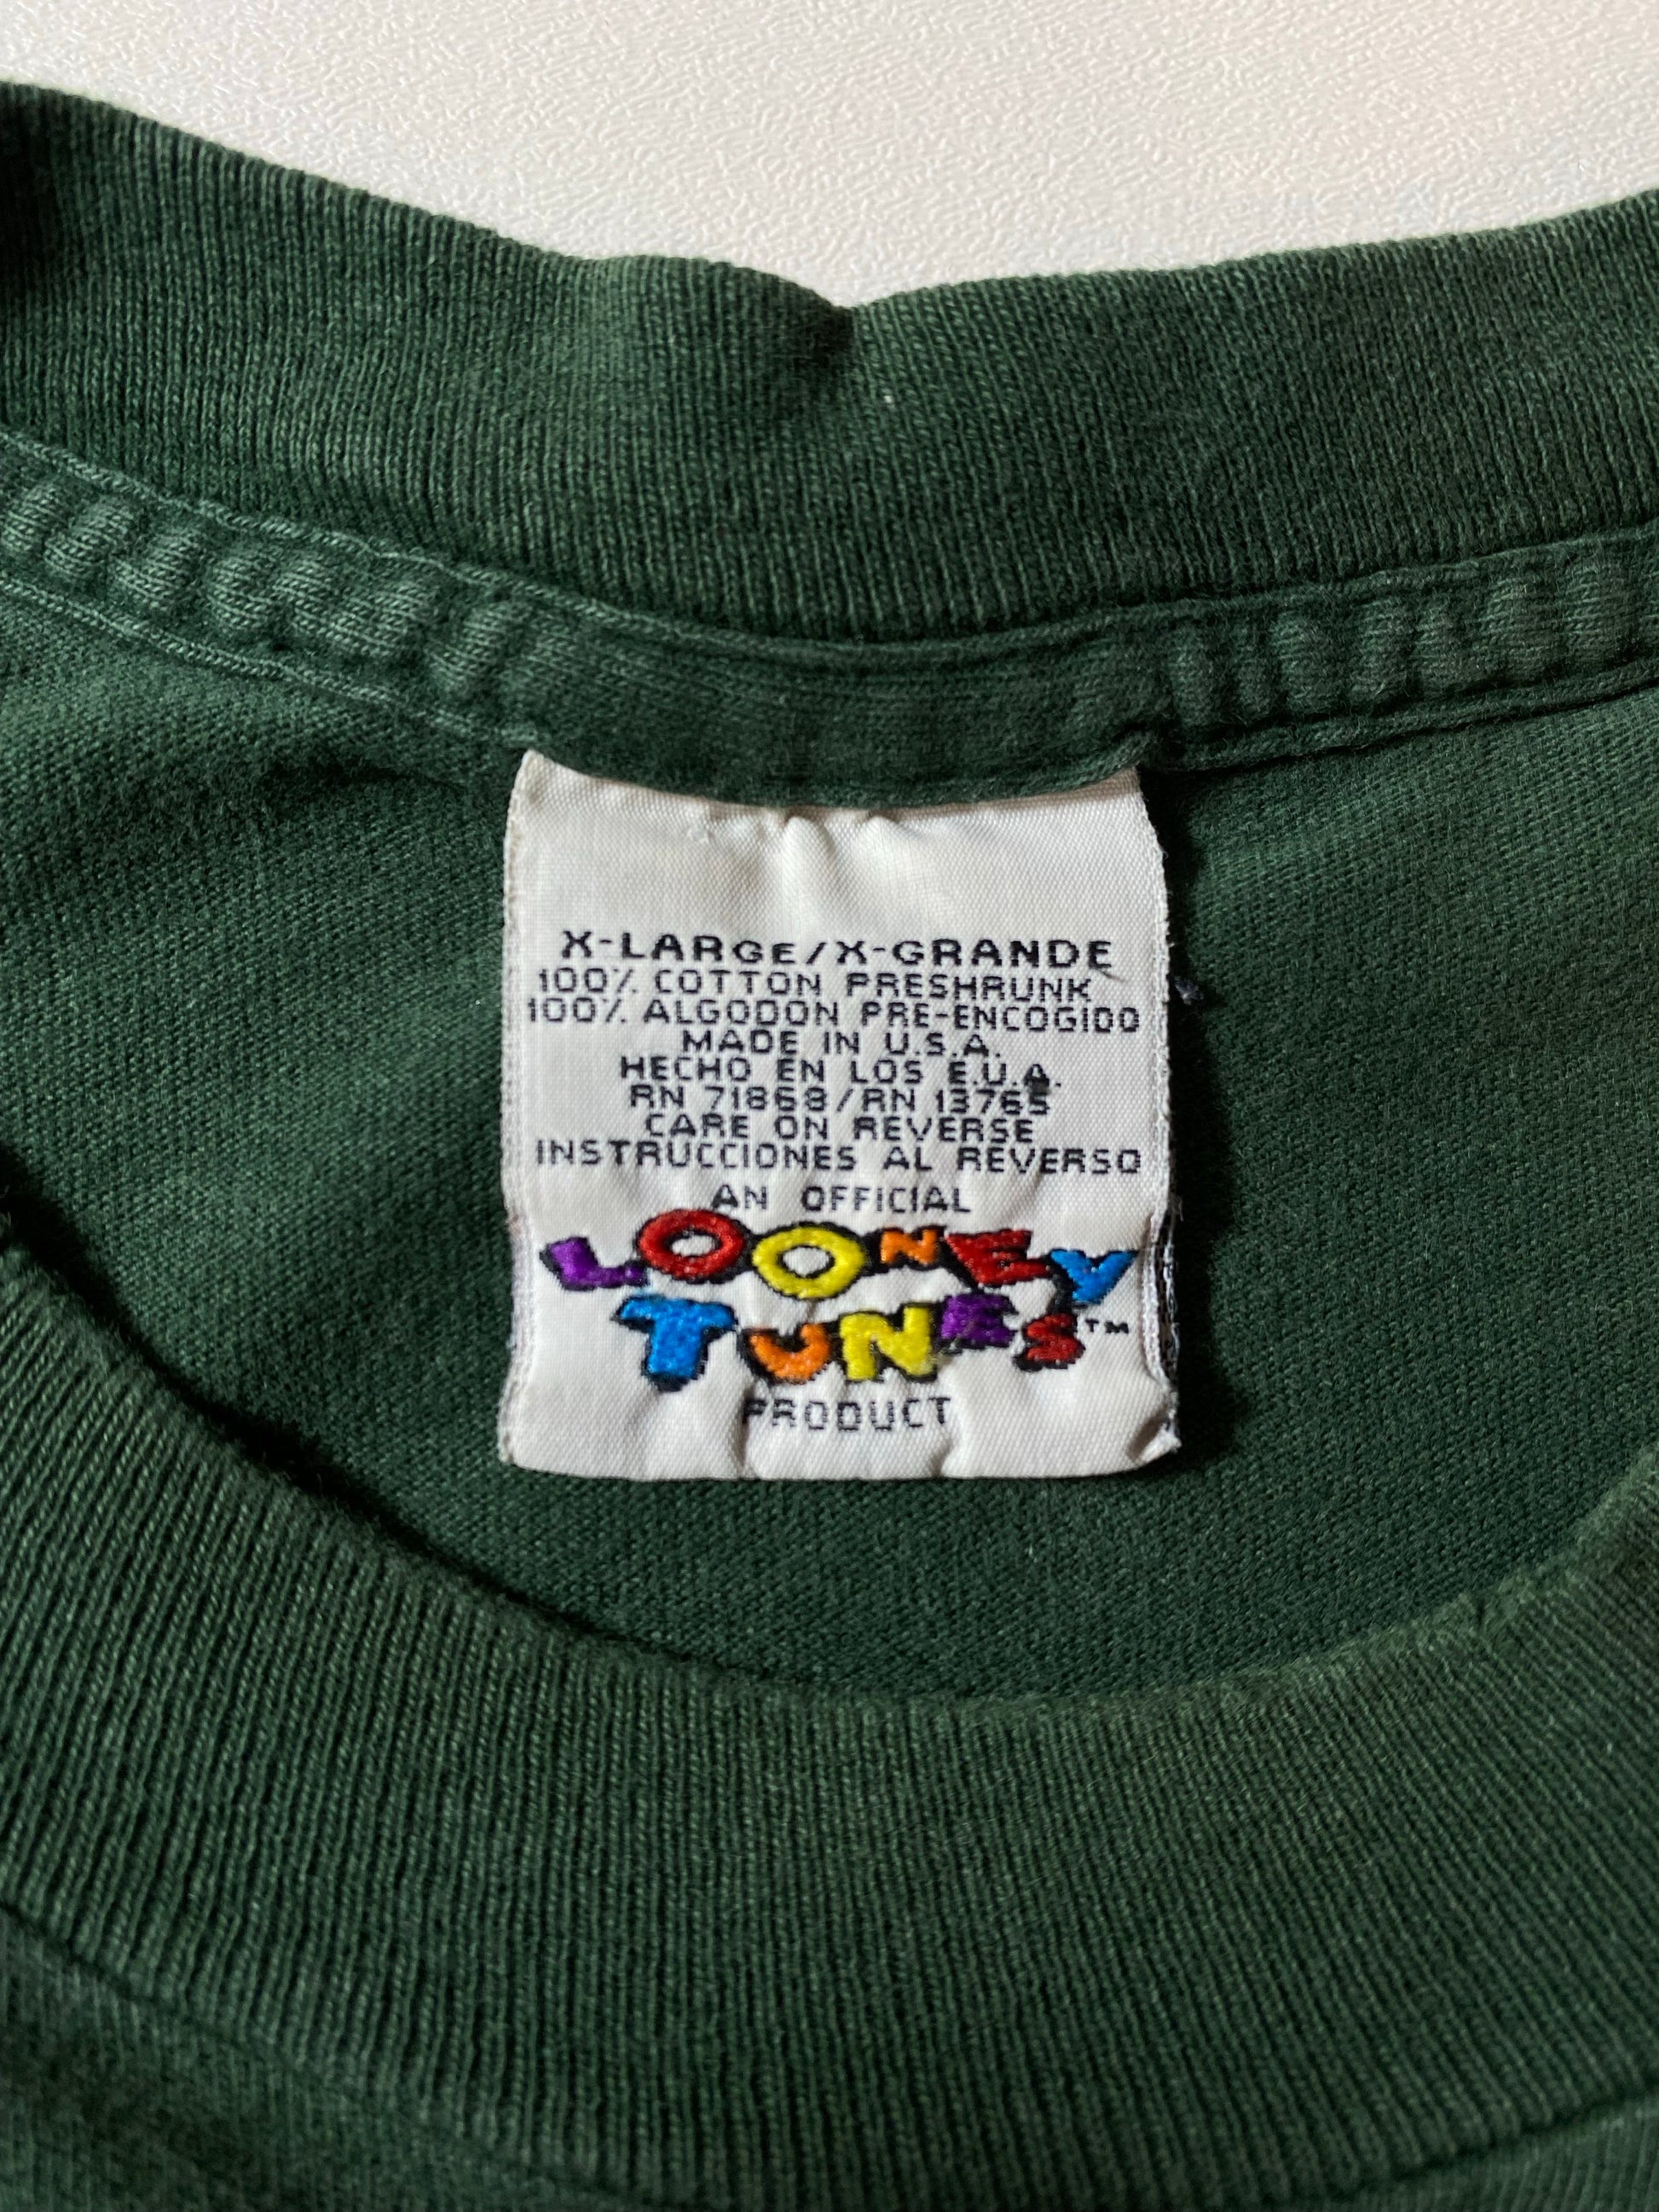 X-LARGE/X-GRANDE
100% COTTON PRESHRUNK
100% ALGODON PRE-ENCOGIDO
MADE IN U.S.A.
HECHO EN LOS E.U.A.
RN 71868/RN 13765
CARE ON REVERSE
INSTRUCCIONES AL REVERSO
AN OFFICIAL
LOONEY
TUNES™
PRODUCT